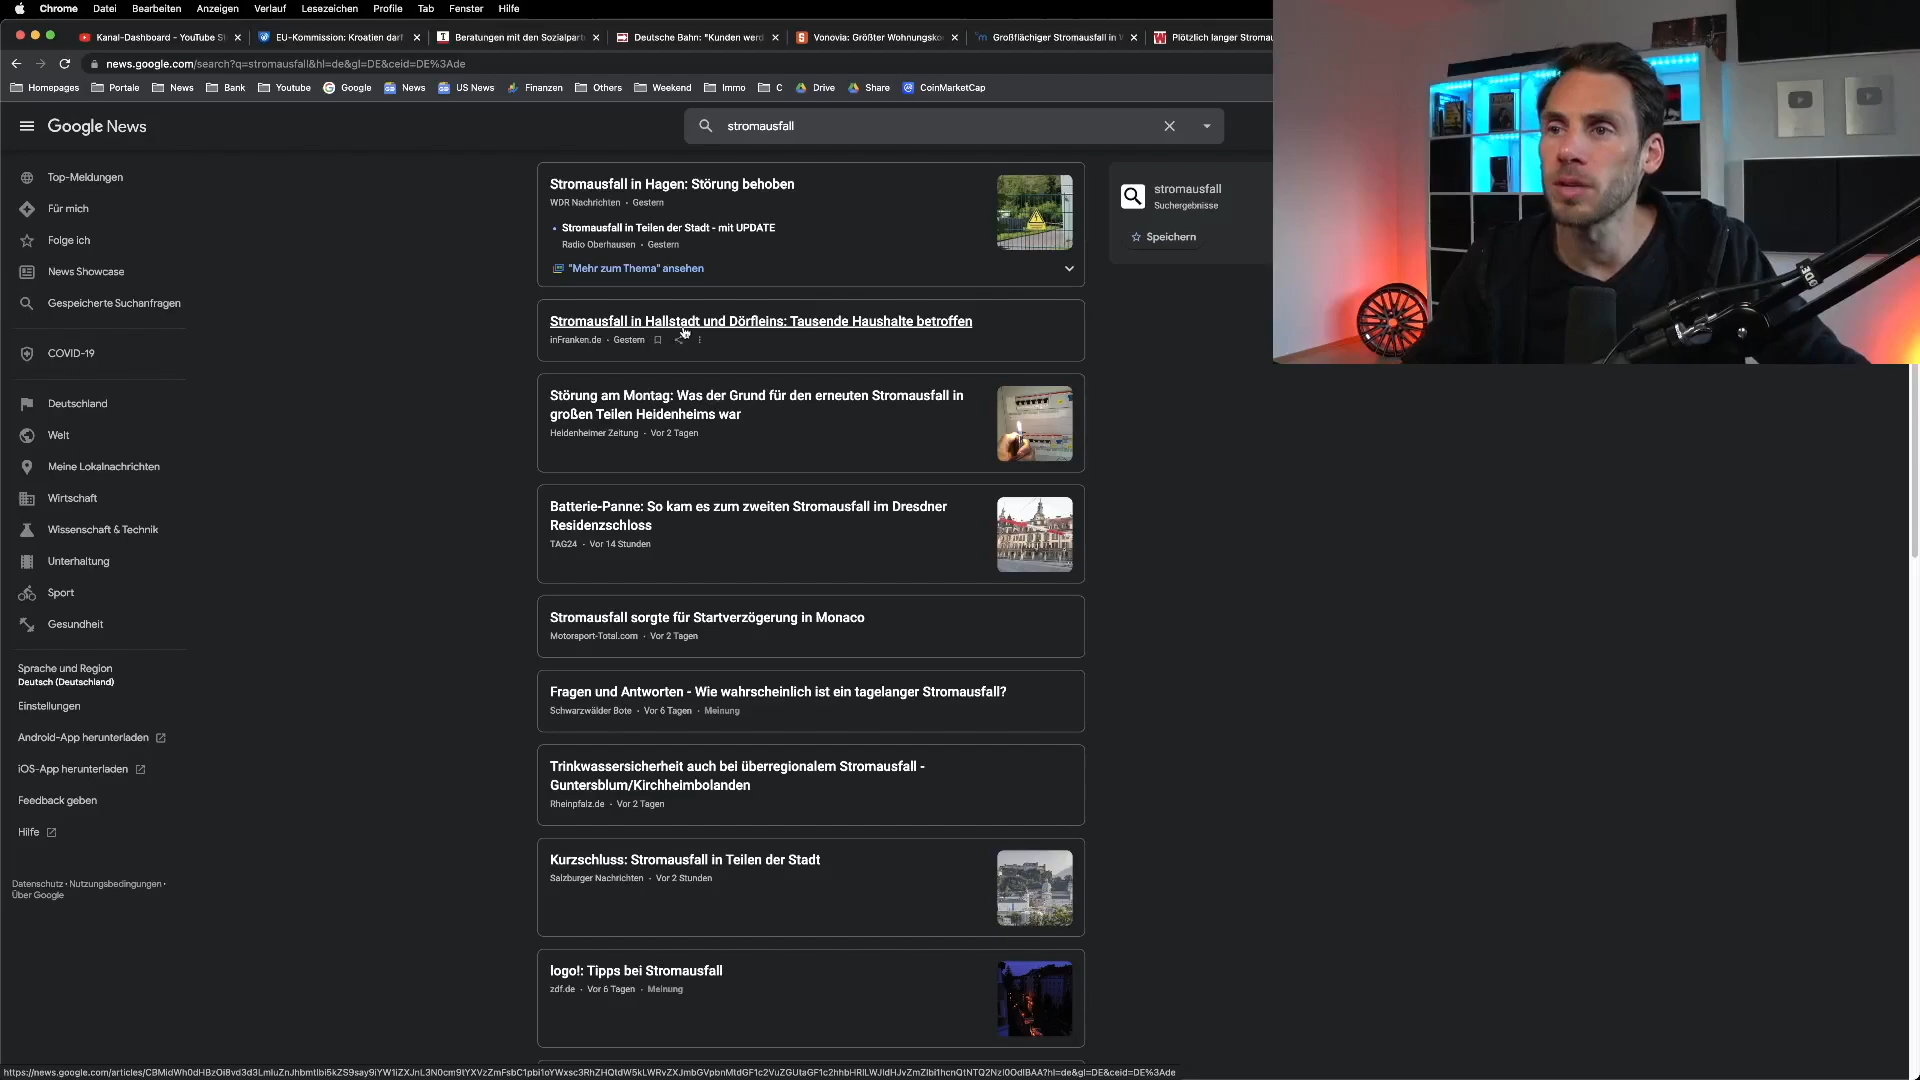 Chrome Datei Bearbeiten Anzeigen Verlauf Lesezeichen Profile Tab Fenster Hilfe
Kanal-Dashboard - YouTube St
EU-Kommission: Kroatien darf
Beratungen mit den Sozialpart
Deutsche Bahn: "Kunden werd
Vonovia: Größter Wohnungsko
Großflächiger Stromausfall in
Plötzlich langer Stromau
news.google.com/search?q=stromausfall&hl=de&gl=DE&ceid=DE%3Ade
Homepages Portale News Bank Youtube Google News US News Finanzen Others Weekend Immo C Drive Share CoinMarketCap
Google News
stromausfall
Top-Meldungen
Für mich
Folge ich
News Showcase
Gespeicherte Suchanfragen
COVID-19
Deutschland
Welt
Meine Lokalnachrichten
Wirtschaft
Wissenschaft & Technik
Unterhaltung
Sport
Gesundheit
Sprache und Region
Deutsch (Deutschland)
Einstellungen
Android-App herunterladen
iOS-App herunterladen
Feedback geben
Hilfe
Datenschutz · Nutzungsbedingungen ·
Über Google
Stromausfall in Hagen: Störung behoben
WDR Nachrichten · Gestern
• Stromausfall in Teilen der Stadt - mit UPDATE
Radio Oberhausen · Gestern
"Mehr zum Thema" ansehen
Stromausfall in Hallstadt und Dörfleins: Tausende Haushalte betroffen
inFranken.de · Gestern
Störung am Montag: Was der Grund für den erneuten Stromausfall in
großen Teilen Heidenheims war
Heidenheimer Zeitung · Vor 2 Tagen
Batterie-Panne: So kam es zum zweiten Stromausfall im Dresdner
Residenzschloss
TAG24 · Vor 14 Stunden
Stromausfall sorgte für Startverzögerung in Monaco
Motorsport-Total.com · Vor 2 Tagen
Fragen und Antworten - Wie wahrscheinlich ist ein tagelanger Stromausfall?
Schwarzwälder Bote · Vor 6 Tagen · Meinung
Trinkwassersicherheit auch bei überregionalem Stromausfall -
Guntersblum/Kirchheimbolanden
Rheinpfalz.de · Vor 2 Tagen
Kurzschluss: Stromausfall in Teilen der Stadt
Salzburger Nachrichten · Vor 2 Stunden
logo!: Tipps bei Stromausfall
zdf.de · Vor 6 Tagen · Meinung
stromausfall
Suchergebnisse
Speichern